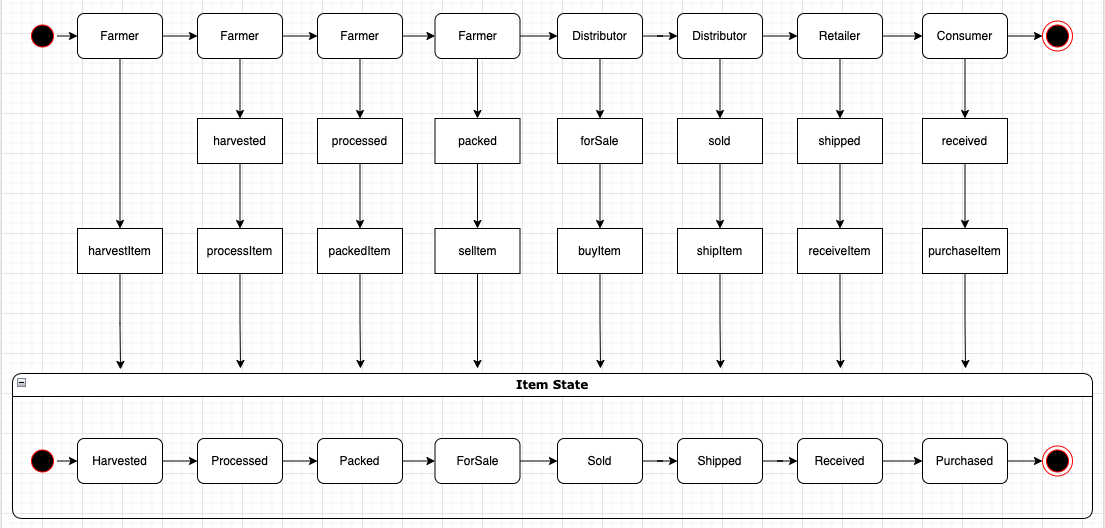 Farmer Farmer Farmer Farmer Distributor Distributor Retailer Consumer
harvested processed packed forSale sold shipped received
harvestItem processItem packedItem sellItem buyItem shipItem receiveItem purchaseItem
Item State
Harvested Processed Packed ForSale Sold Shipped Received Purchased